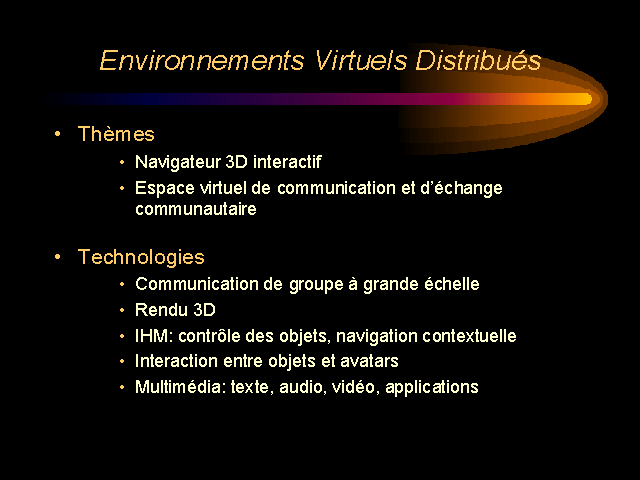 Environnements Virtuels Distribués
• Thèmes
• Navigateur 3D interactif
• Espace virtuel de communication et d'échange
communautaire
• Technologies
• Communication de groupe à grande échelle
• Rendu 3D
• IHM: contrôle des objets, navigation contextuelle
• Interaction entre objets et avatars
• Multimédia: texte, audio, vidéo, applications